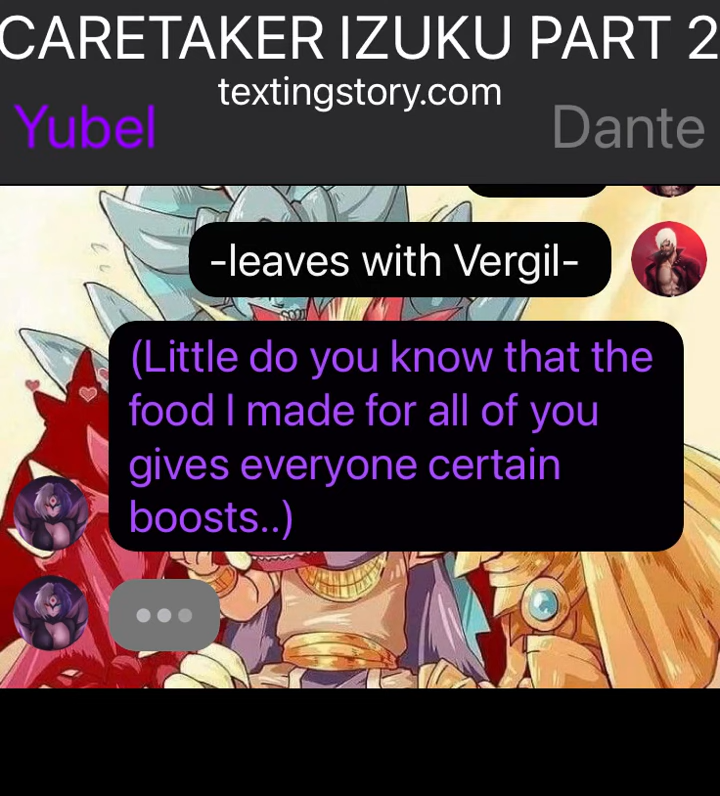 CARETAKER IZUKU PART 2
textingstory.com
Yubel
Dante
-leaves with Vergil-
(Little do you know that the
food I made for all of you
gives everyone certain
boosts..)